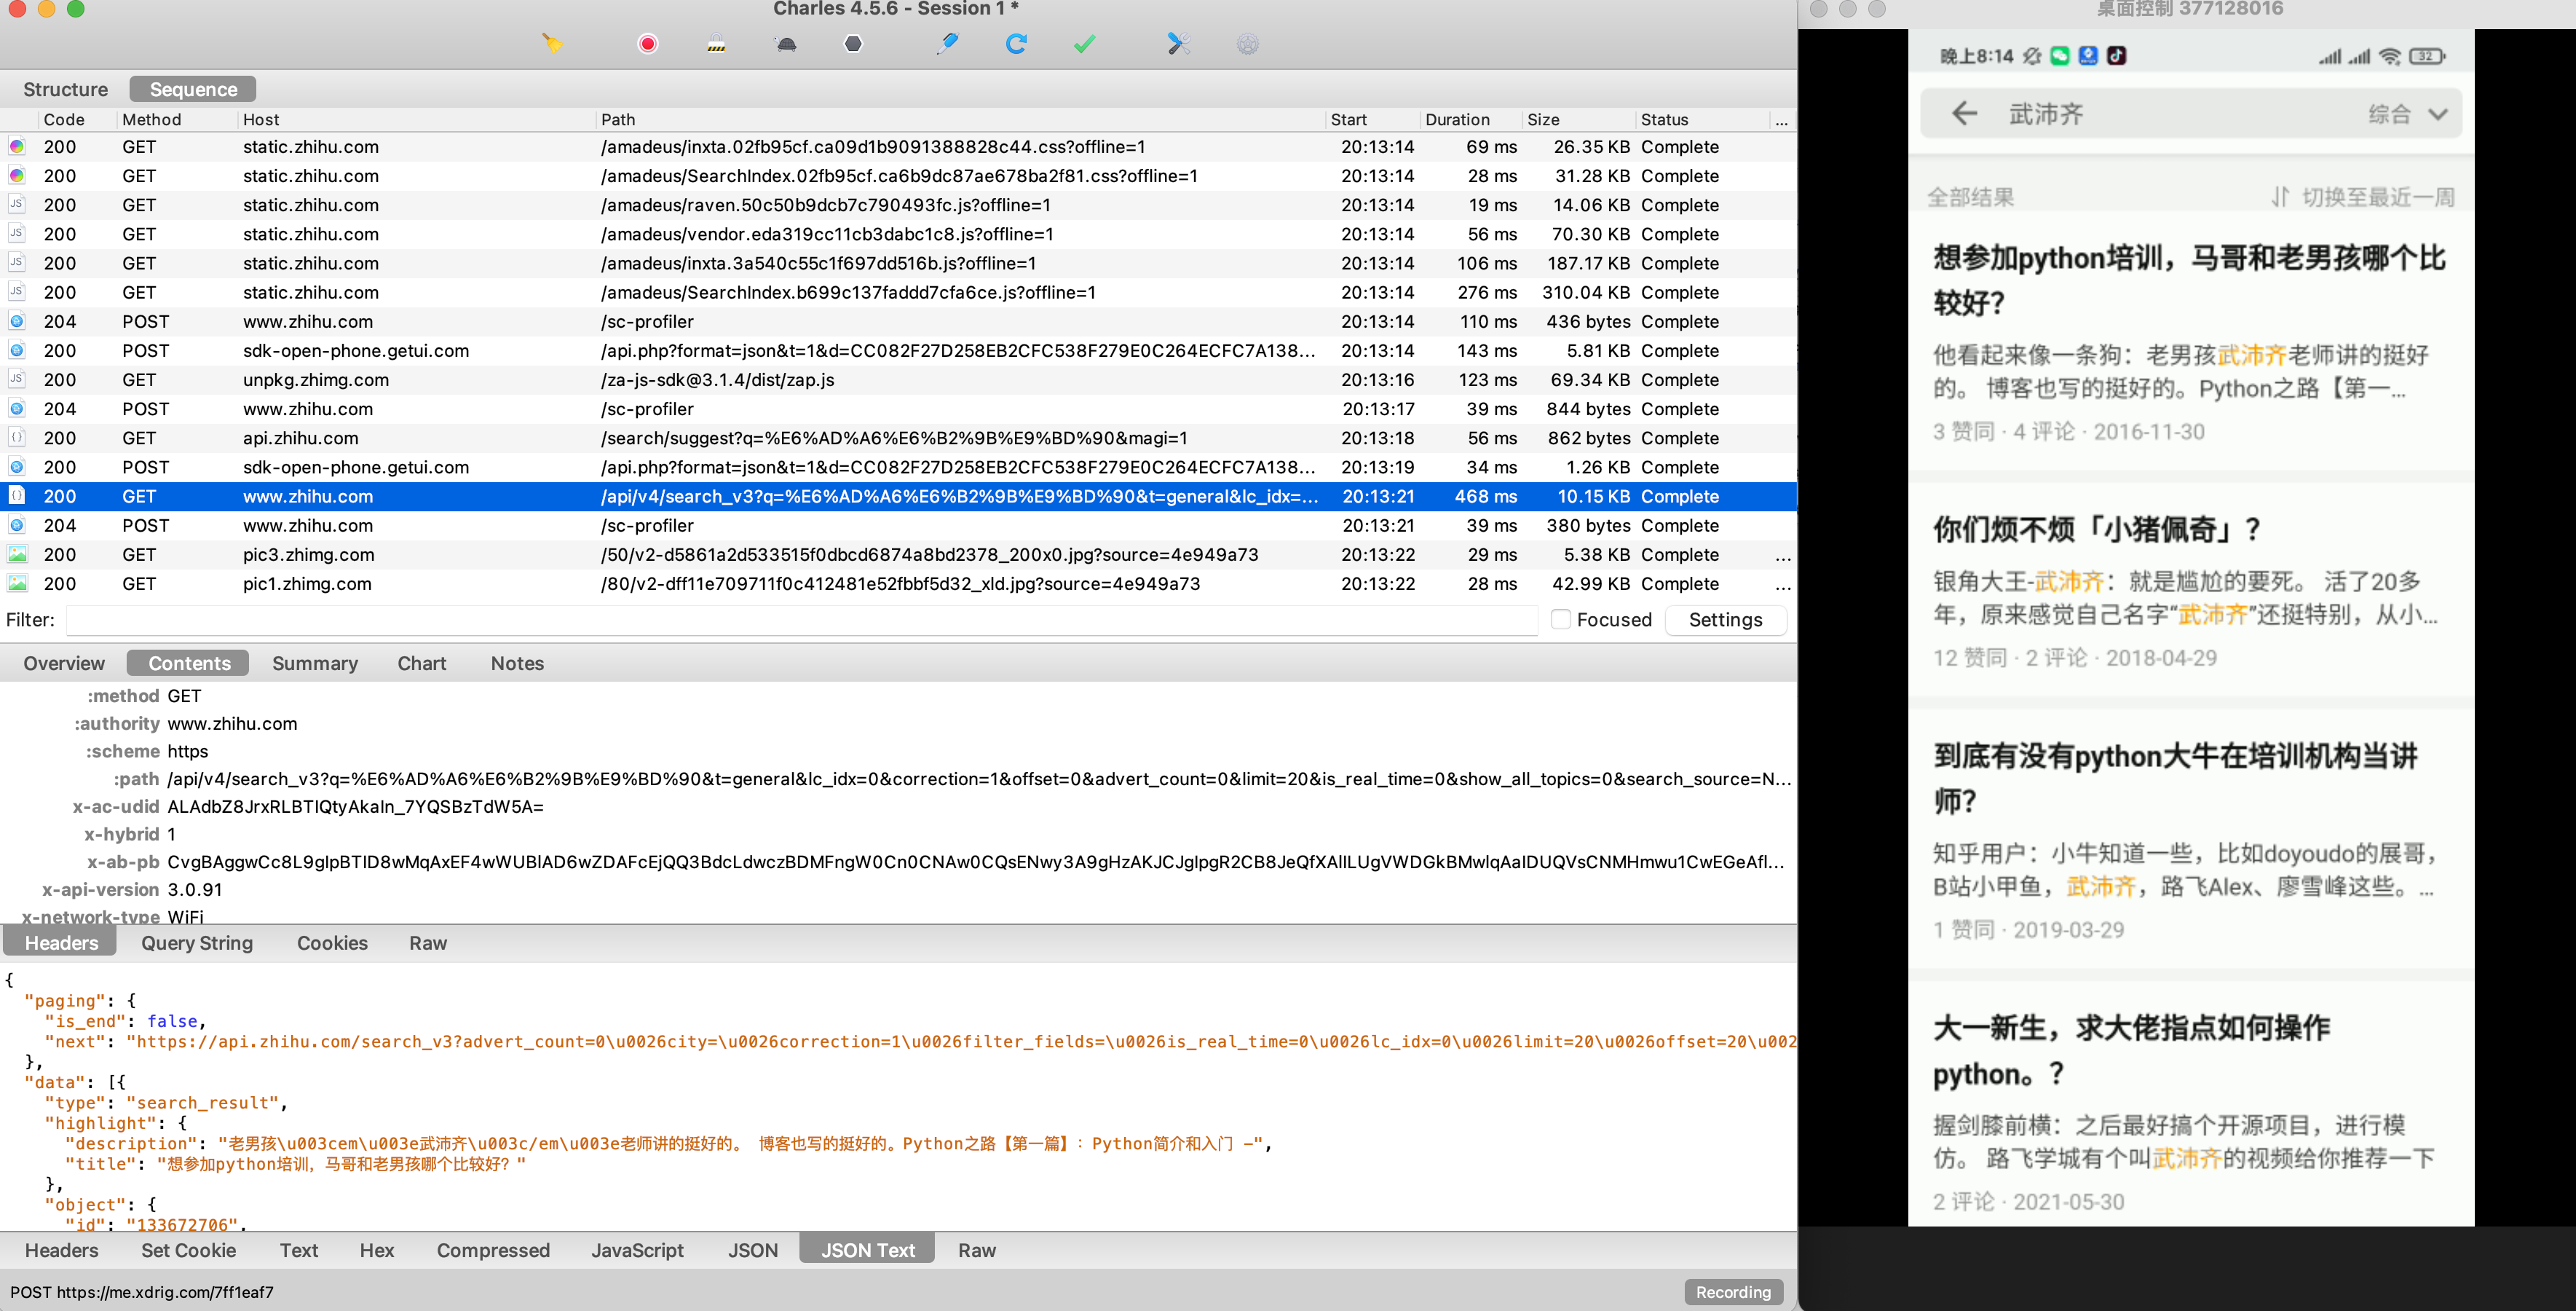 Charles 4.5.6 - Session 1 *
Structure Sequence
Code Method Host Path Start Duration Size Status ...
200 GET static.zhihu.com /amadeus/inxta.02fb95cf.ca09d1b9091388828c44.css?offline=1 20:13:14 69 ms 26.35 KB Complete
200 GET static.zhihu.com /amadeus/SearchIndex.02fb95cf.ca6b9dc87ae678ba2f81.css?offline=1 20:13:14 28 ms 31.28 KB Complete
200 GET static.zhihu.com /amadeus/raven.50c50b9dcb7c790493fc.js?offline=1 20:13:14 19 ms 14.06 KB Complete
200 GET static.zhihu.com /amadeus/vendor.eda319cc11cb3dabc1c8.js?offline=1 20:13:14 56 ms 70.30 KB Complete
200 GET static.zhihu.com /amadeus/inxta.3a540c55c1f697dd516b.js?offline=1 20:13:14 106 ms 187.17 KB Complete
200 GET static.zhihu.com /amadeus/SearchIndex.b699c137faddd7cfa6ce.js?offline=1 20:13:14 276 ms 310.04 KB Complete
204 POST www.zhihu.com /sc-profiler 20:13:14 110 ms 436 bytes Complete
200 POST sdk-open-phone.getui.com /api.php?format=json&t=1&d=CC082F27D258EB2CFC538F279E0C264ECFC7A138... 20:13:14 143 ms 5.81 KB Complete
200 GET unpkg.zhimg.com /za-js-sdk@3.1.4/dist/zap.js 20:13:16 123 ms 69.34 KB Complete
204 POST www.zhihu.com /sc-profiler 20:13:17 39 ms 844 bytes Complete
200 GET api.zhihu.com /search/suggest?q=%E6%AD%A6%E6%B2%9B%E9%BD%90&magi=1 20:13:18 56 ms 862 bytes Complete
200 POST sdk-open-phone.getui.com /api.php?format=json&t=1&d=CC082F27D258EB2CFC538F279E0C264ECFC7A138... 20:13:19 34 ms 1.26 KB Complete
200 GET www.zhihu.com /api/v4/search_v3?q=%E6%AD%A6%E6%B2%9B%E9%BD%90&t=general&lc_idx=... 20:13:21 468 ms 10.15 KB Complete
204 POST www.zhihu.com /sc-profiler 20:13:21 39 ms 380 bytes Complete
200 GET pic3.zhimg.com /50/v2-d5861a2d533515f0dbcd6874a8bd2378_200x0.jpg?source=4e949a73 20:13:22 29 ms 5.38 KB Complete ...
200 GET pic1.zhimg.com /80/v2-dff11e709711f0c412481e52fbbf5d32_xld.jpg?source=4e949a73 20:13:22 28 ms 42.99 KB Complete ...
Filter: Focused Settings
Overview Contents Summary Chart Notes
:method GET
:authority www.zhihu.com
:scheme https
:path /api/v4/search_v3?q=%E6%AD%A6%E6%B2%9B%E9%BD%90&t=general&lc_idx=0&correction=1&offset=0&advert_count=0&limit=20&is_real_time=0&show_all_topics=0&search_source=N...
x-ac-udid ALAdbZ8JrxRLBTlQtyAkaIn_7YQSBzTdW5A=
x-hybrid 1
x-ab-pb
x-api-version 3.0.91
x-network-type WiFi
Headers Query String Cookies Raw
{
"paging": {
"is_end": false,
"next": "https://api.zhihu.com/search_v3?advert_count=0\u0026city=\u0026correction=1\u0026filter_fields=\u0026is_real_time=0\u0026lc_idx=0\u0026limit=20\u0026offset=20\u002
},
"data": [{
"type": "search_result",
"highlight": {
"description": "老男孩\u003cem\u003e武沛齐\u003c/em\u003e老师讲的挺好的。 博客也写的挺好的。Python之路【第一篇】：Python简介和入门 -",
"title": "想参加python培训，马哥和老男孩哪个比较好？"
},
"object": {
"id": "133672706",
Headers Set Cookie Text Hex Compressed JavaScript JSON JSON Text Raw
POST https://me.xdrig.com/7ff1eaf7 Recording
桌面控制 377128016
晚上8:14 32
武沛齐 综合
全部结果 切换至最近一周
想参加python培训，马哥和老男孩哪个比
较好？
他看起来像一条狗：老男孩武沛齐老师讲的挺好
的。 博客也写的挺好的。Python之路【第一...
3 赞同 · 4 评论 · 2016-11-30
你们烦不烦「小猪佩奇」？
银角大王-武沛齐：就是尴尬的要死。 活了20多
年，原来感觉自己名字“武沛齐”还挺特别，从小...
12 赞同 · 2 评论 · 2018-04-29
到底有没有python大牛在培训机构当讲
师？
知乎用户：小牛知道一些，比如doyoudo的展哥，
B站小甲鱼，武沛齐，路飞Alex、廖雪峰这些。...
1 赞同 · 2019-03-29
大一新生，求大佬指点如何操作
python。？
握剑膝前横：之后最好搞个开源项目，进行模
仿。 路飞学城有个叫武沛齐的视频给你推荐一下
2 评论 · 2021-05-30